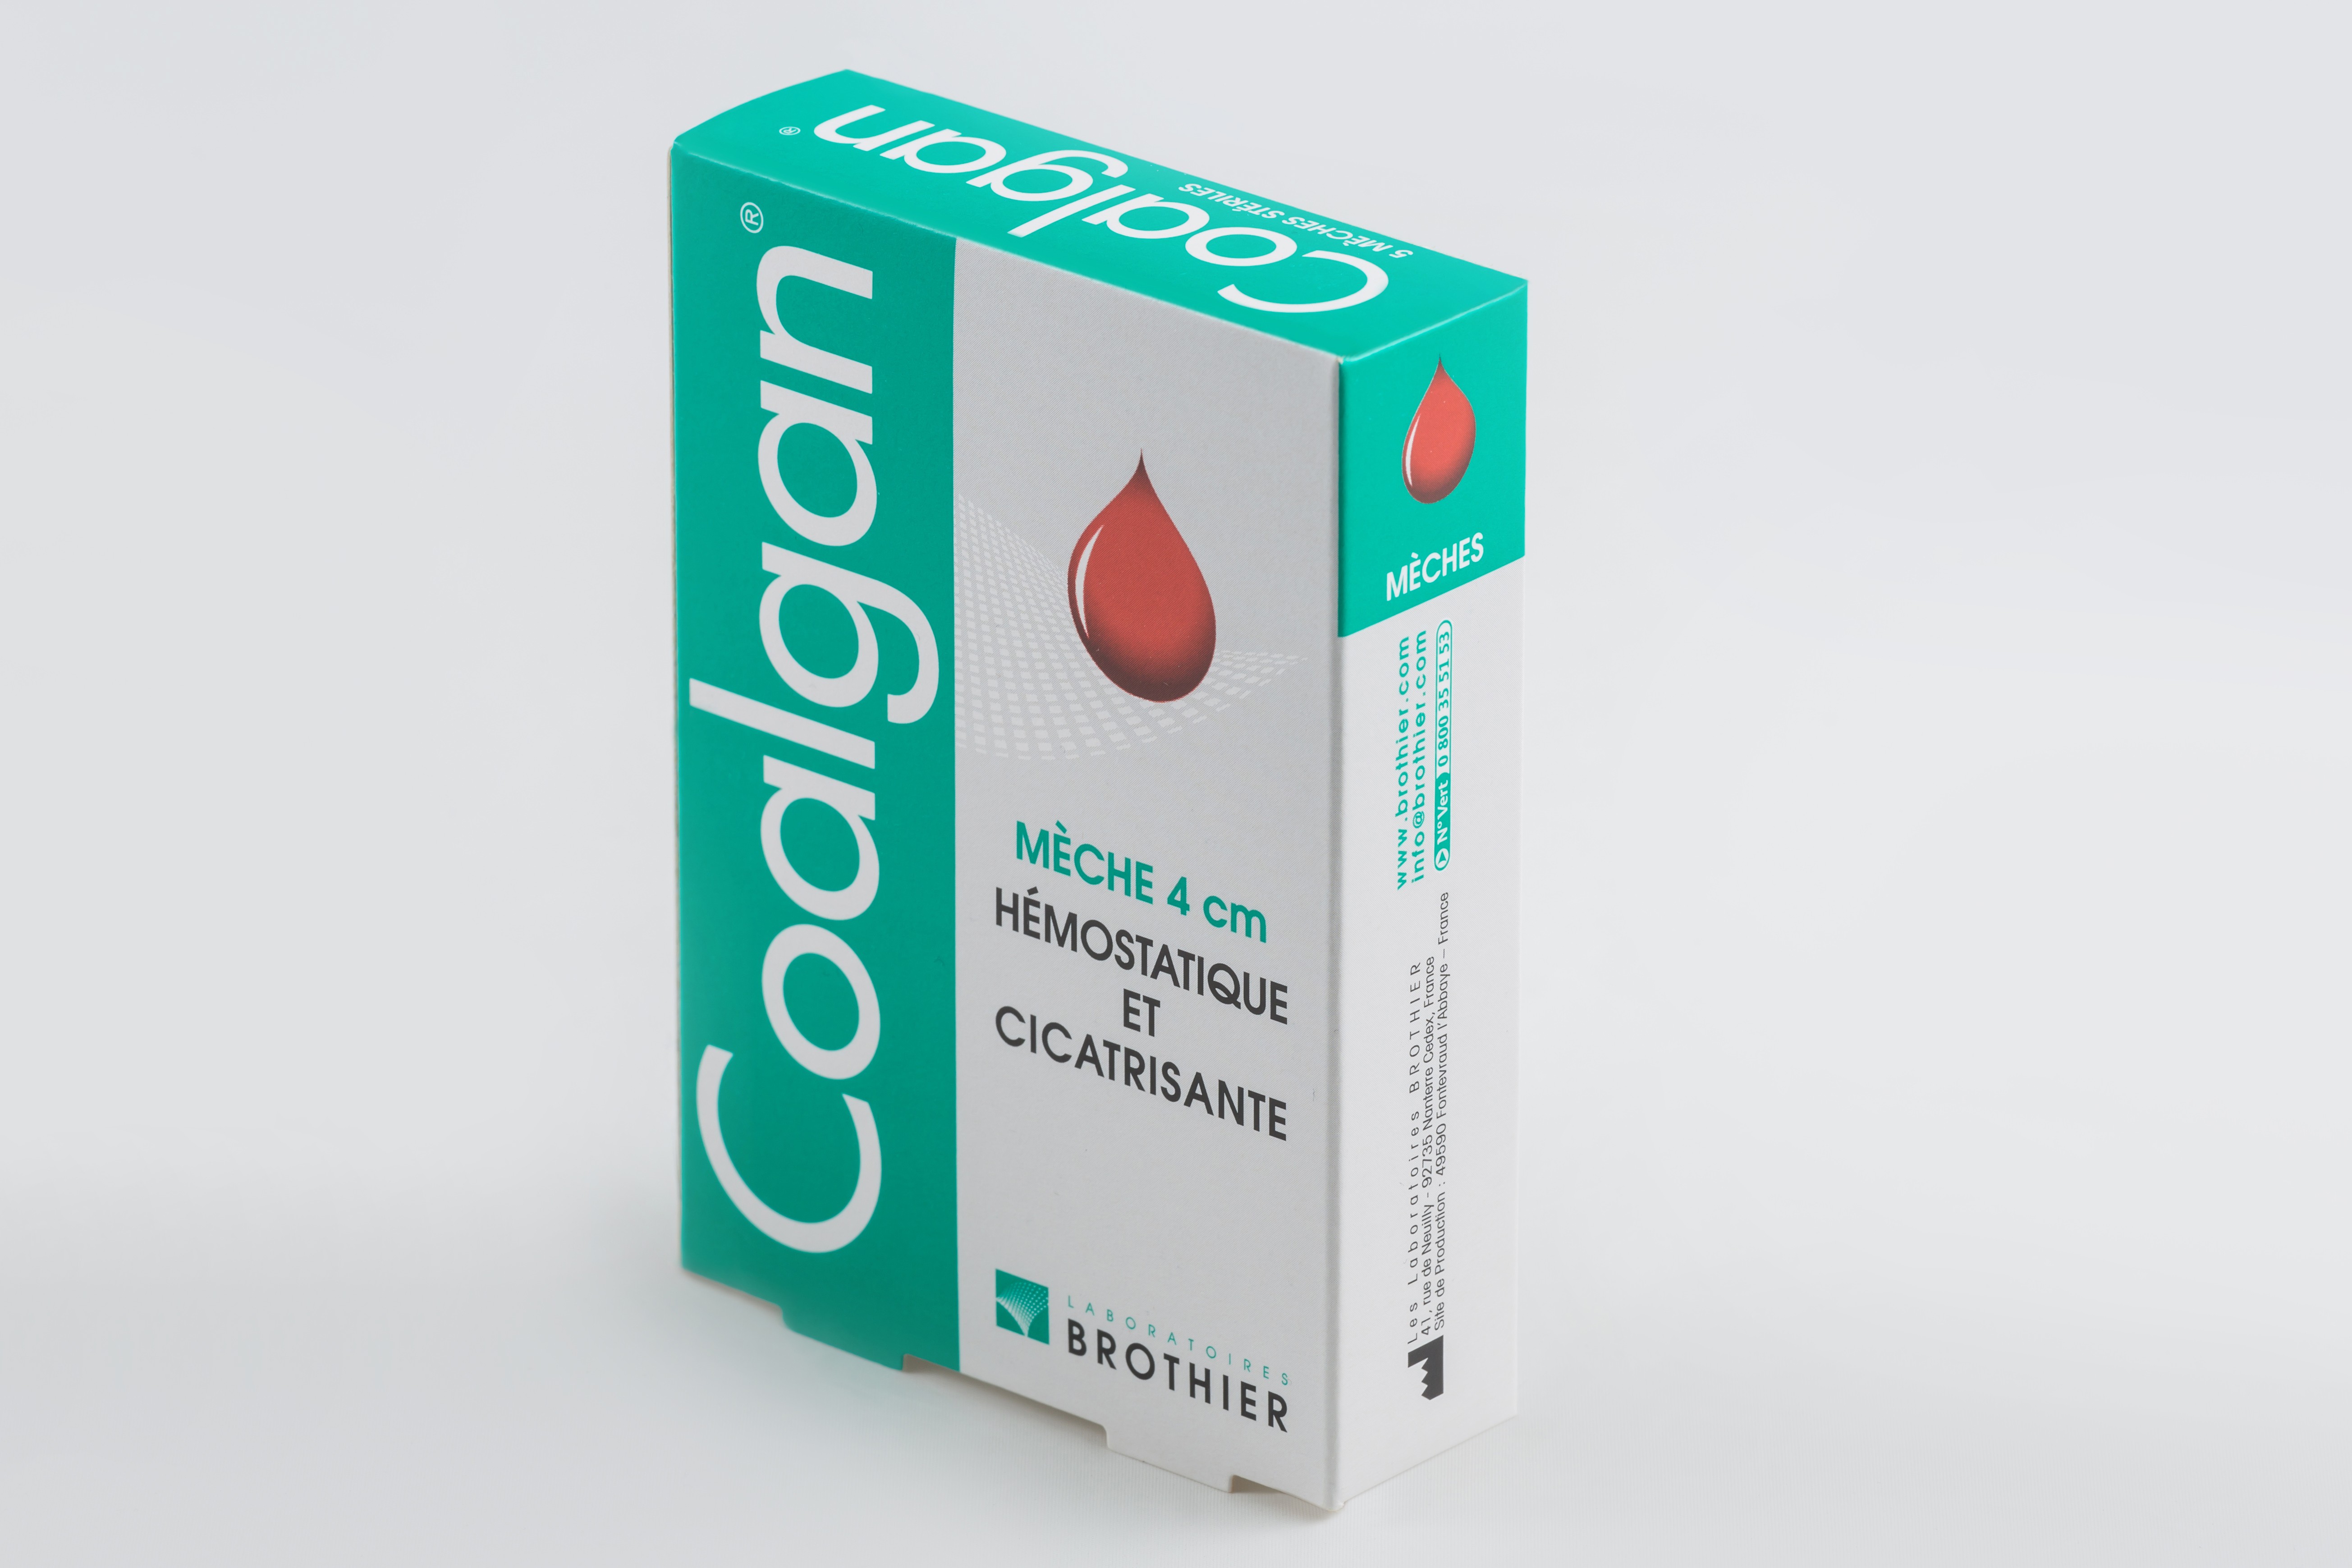 Coalgan®
5 MÈCHES STÉRILES
Coalgan®
MÈCHE 4 cm
HÉMOSTATIQUE
ET
CICATRISANTE
LABORATOIRES
BROTHIER
MÈCHES
www.brothier.com
info@brothier.com
N° Vert 0 800 35 51 53
Les Laboratoires BROTHIER
41, rue de Neuilly - 92735 Nanterre Cedex, France
Site de Production : 49590 Fontevraud l'Abbaye – France